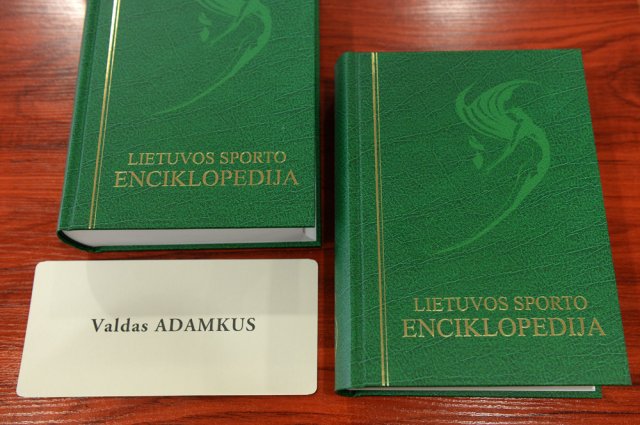 LIETUVOS SPORTO
ENCIKLOPEDIJA
LIETUVOS SPORTO
ENCIKLOPEDIJA
Valdas ADAMKUS